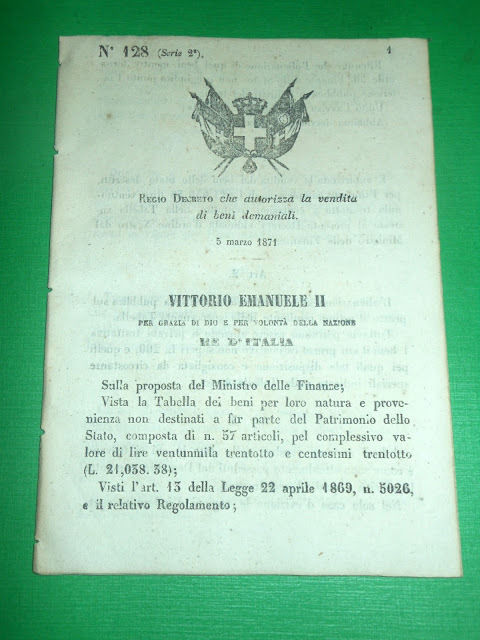 N° 128 (Serie 2ª). 1
REGIO DECRETO che autorizza la vendita
di beni demaniali.
5 marzo 1871
VITTORIO EMANUELE II
PER GRAZIA DI DIO E PER VOLONTÀ DELLA NAZIONE
RE D'ITALIA
Sulla proposta del Ministro delle Finanze;
Vista la Tabella dei beni per loro natura e prove-
nienza non destinati a far parte del Patrimonio dello
Stato, composta di n. 57 articoli, pel complessivo va-
lore di lire ventunmila trentotto e centesimi trentotto
(L. 21,038. 38);
Visti l'art. 13 della Legge 22 aprile 1869, n. 5026,
e il relativo Regolamento;